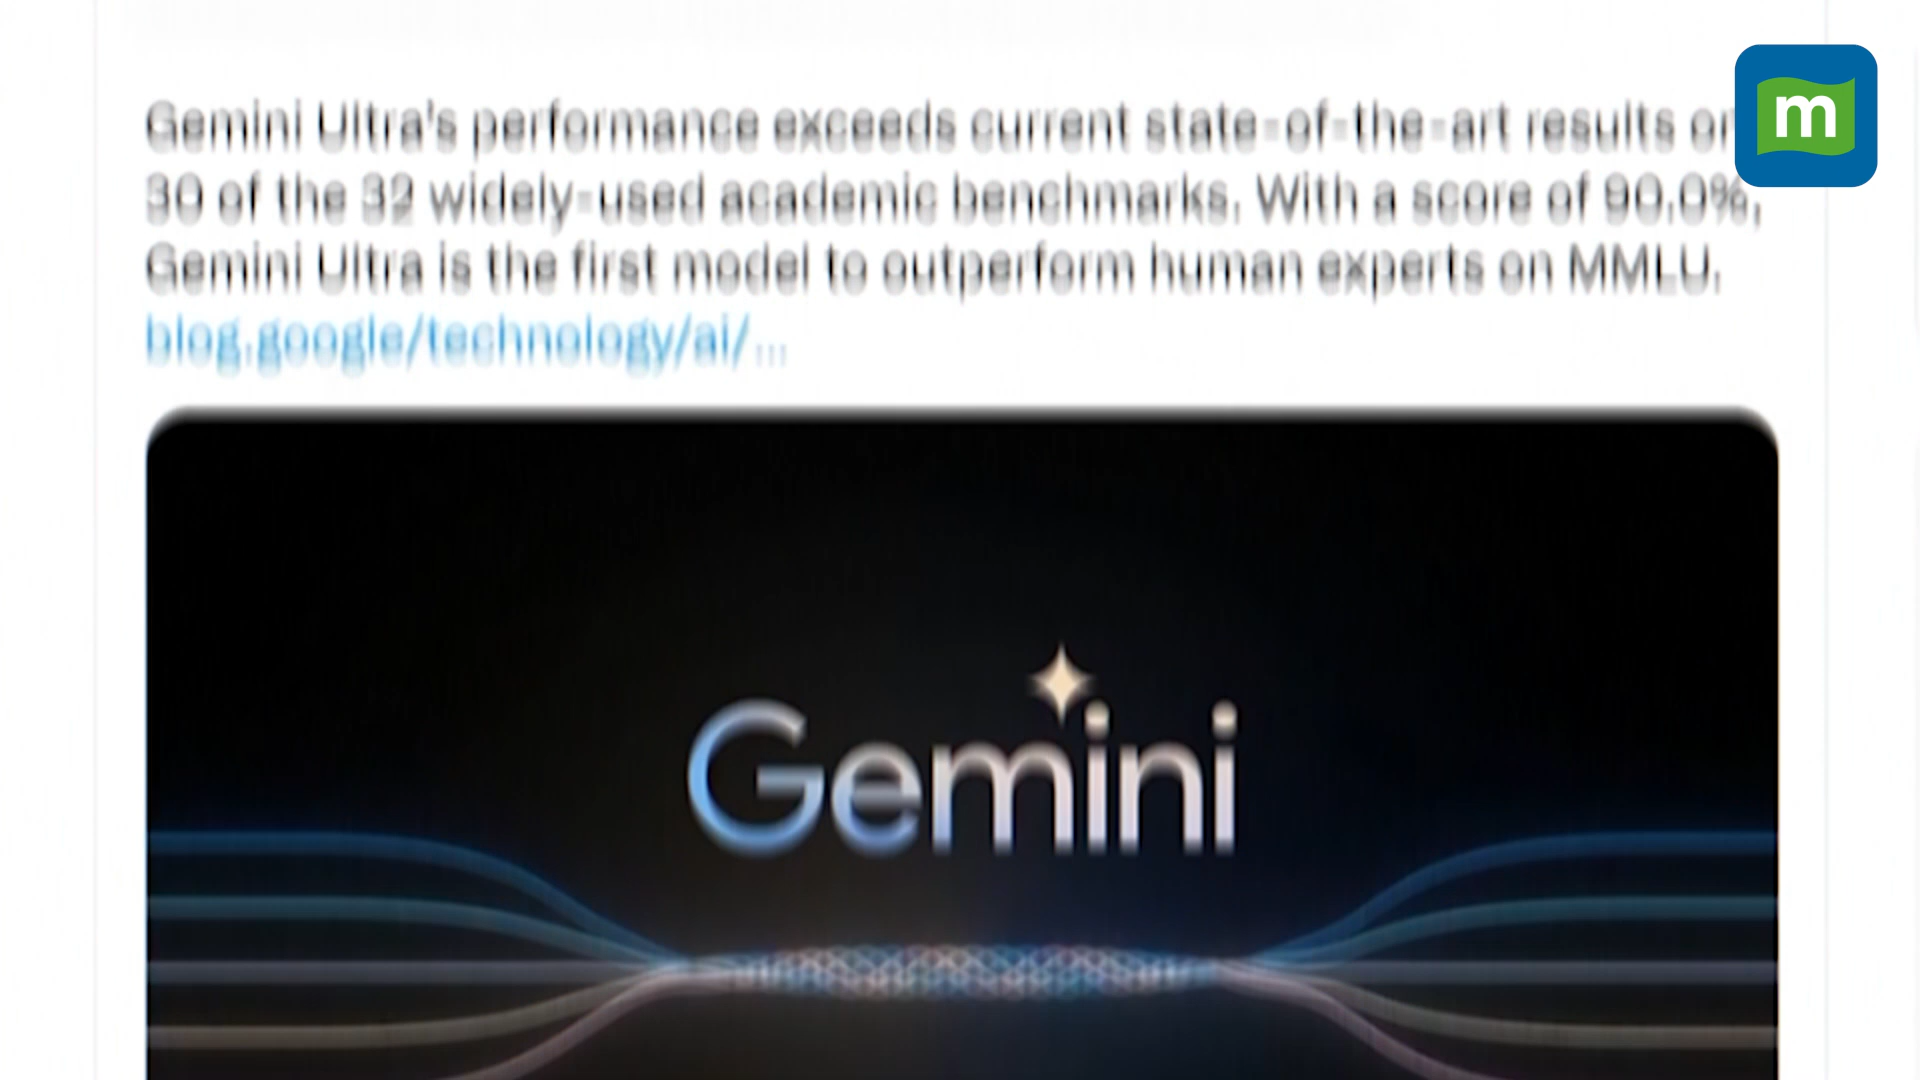 Gemini Ultra's performance exceeds current state-of-the-art results on
30 of the 32 widely-used academic benchmarks. With a score of 90.0%,
Gemini Ultra is the first model to outperform human experts on MMLU.
blog.google/technology/ai/...
m
Gemini